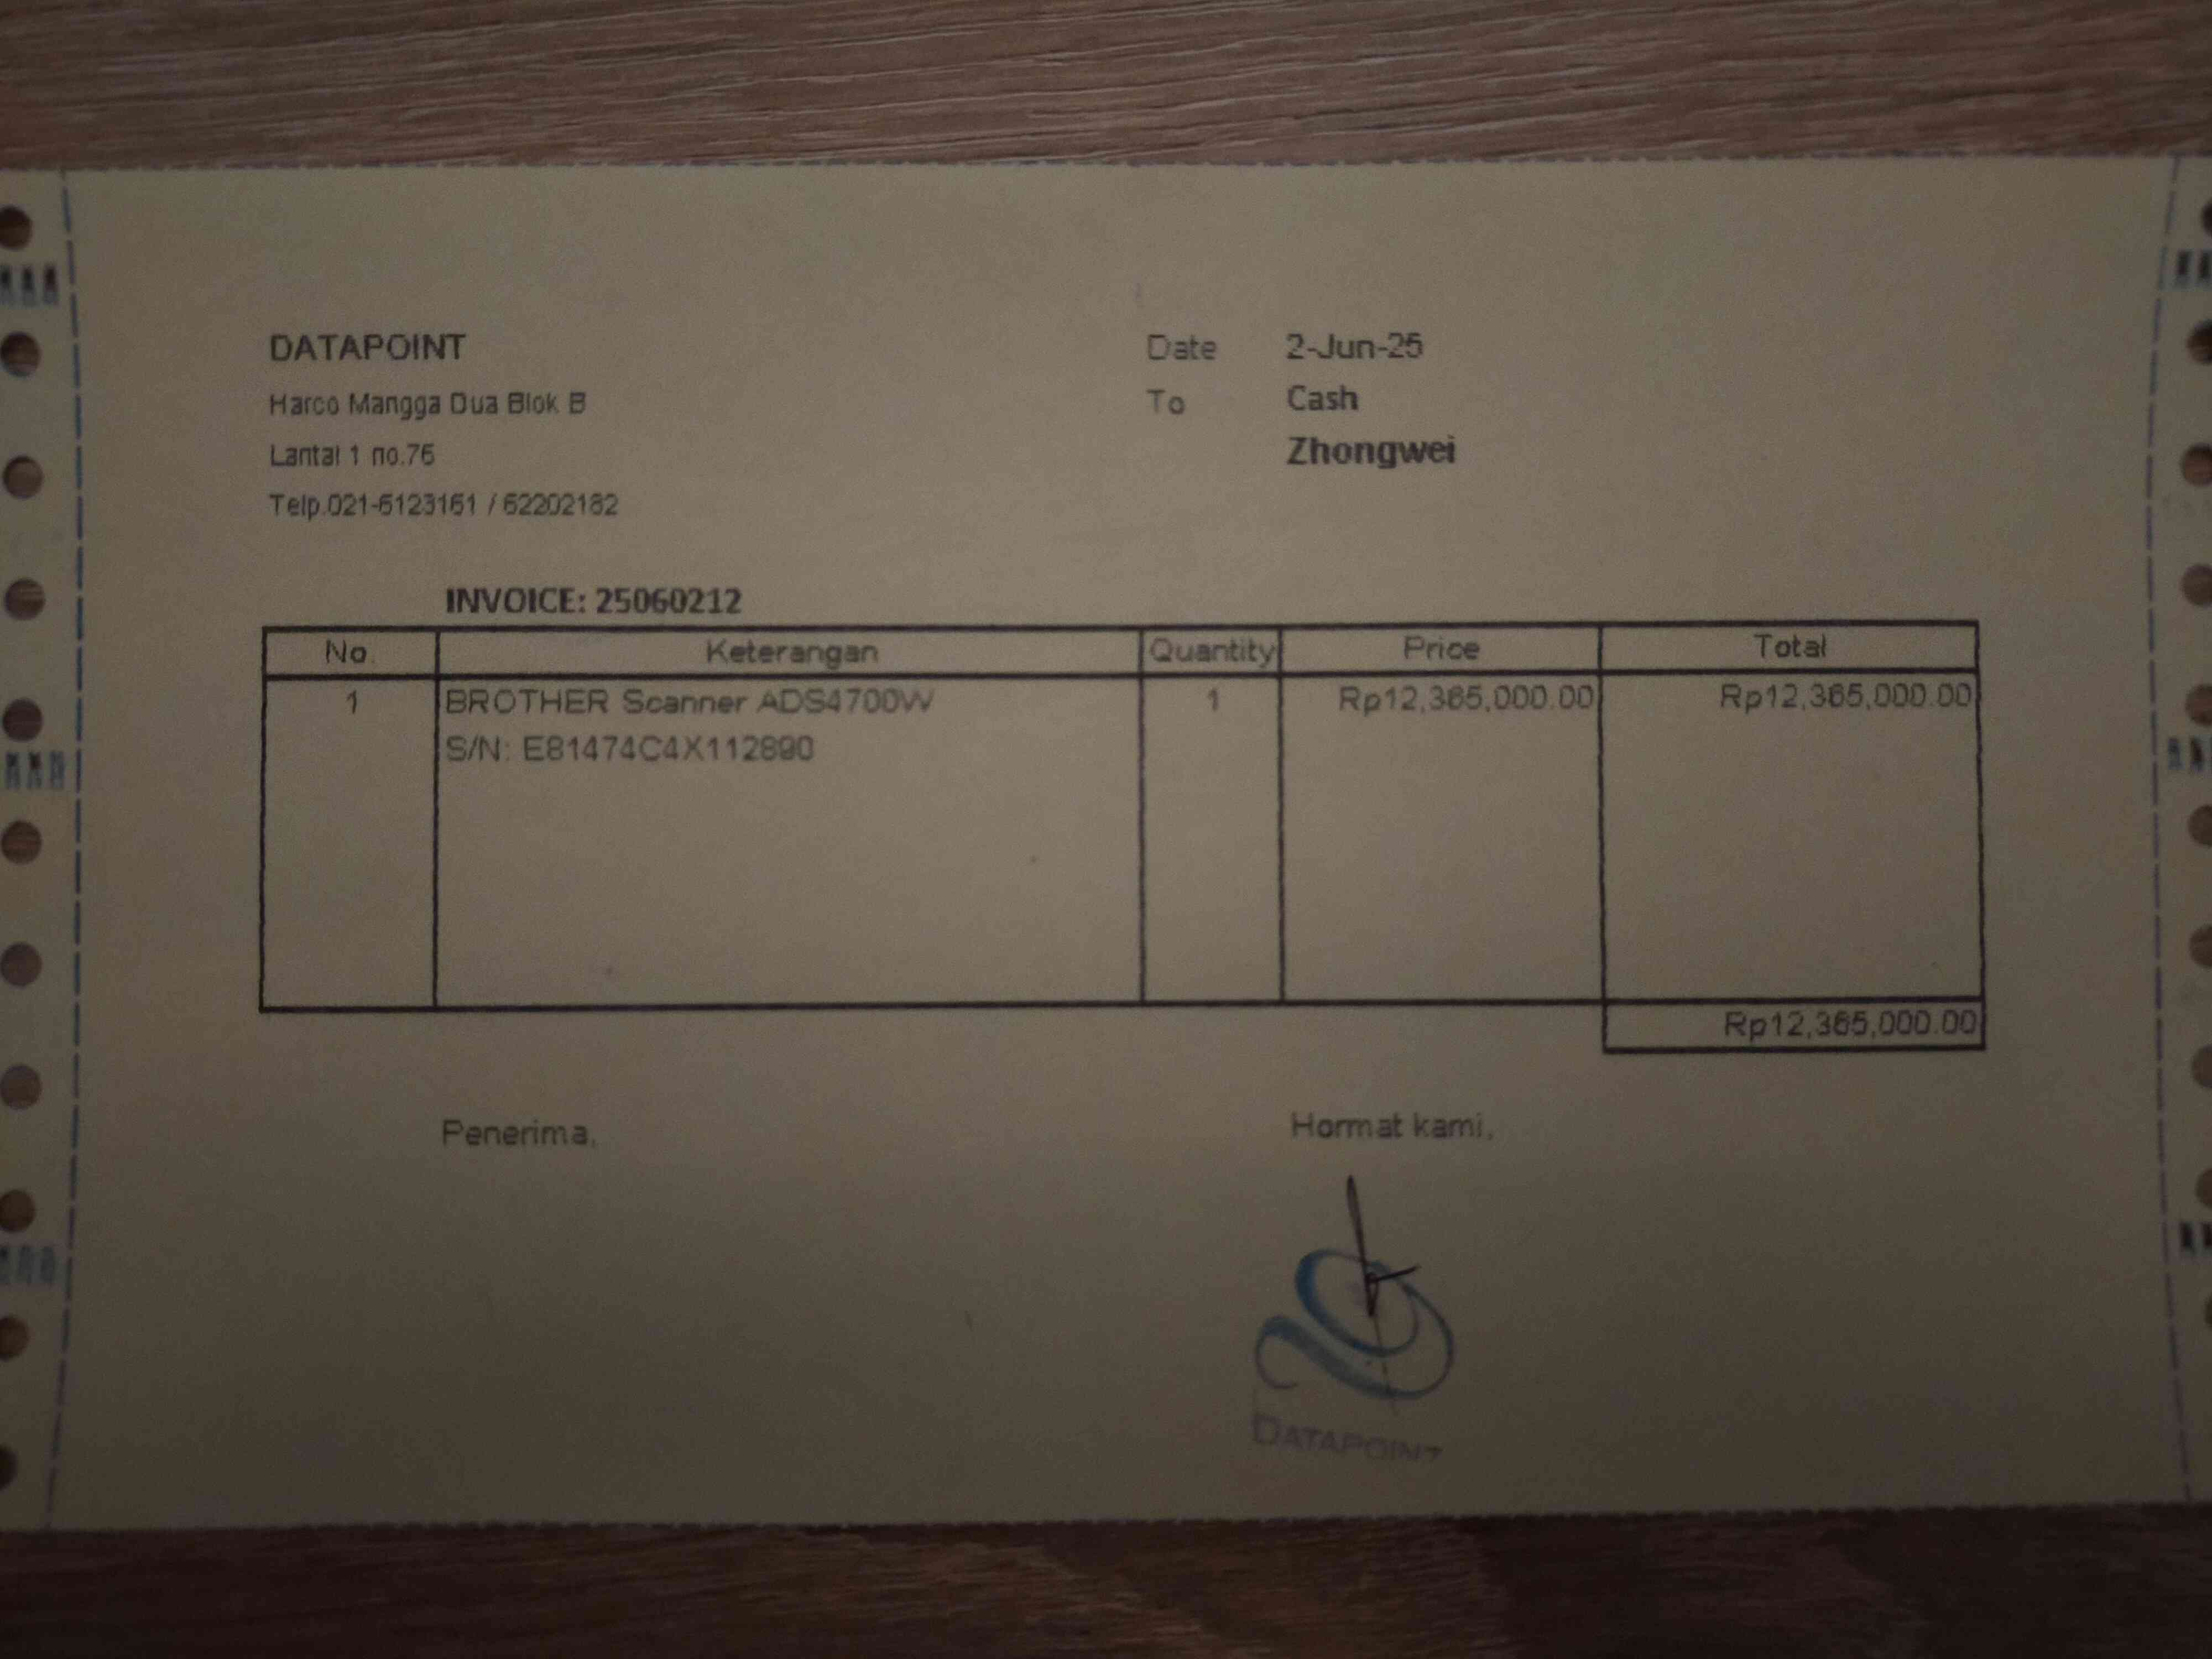 DATAPOINT
Harco Mangga Dua Blok B
Lantai 1 no.76
Telp.021-6123161 / 62202182
Date 2-Jun-25
To Cash
Zhongwei
INVOICE: 25060212
No. Keterangan Quantity Price Total
1 BROTHER Scanner ADS4700W 1 Rp12,365,000.00 Rp12,365,000.00
S/N: E81474C4X112890
Rp12,365,000.00
Penerima,
Hormat kami,
DATAPOINT